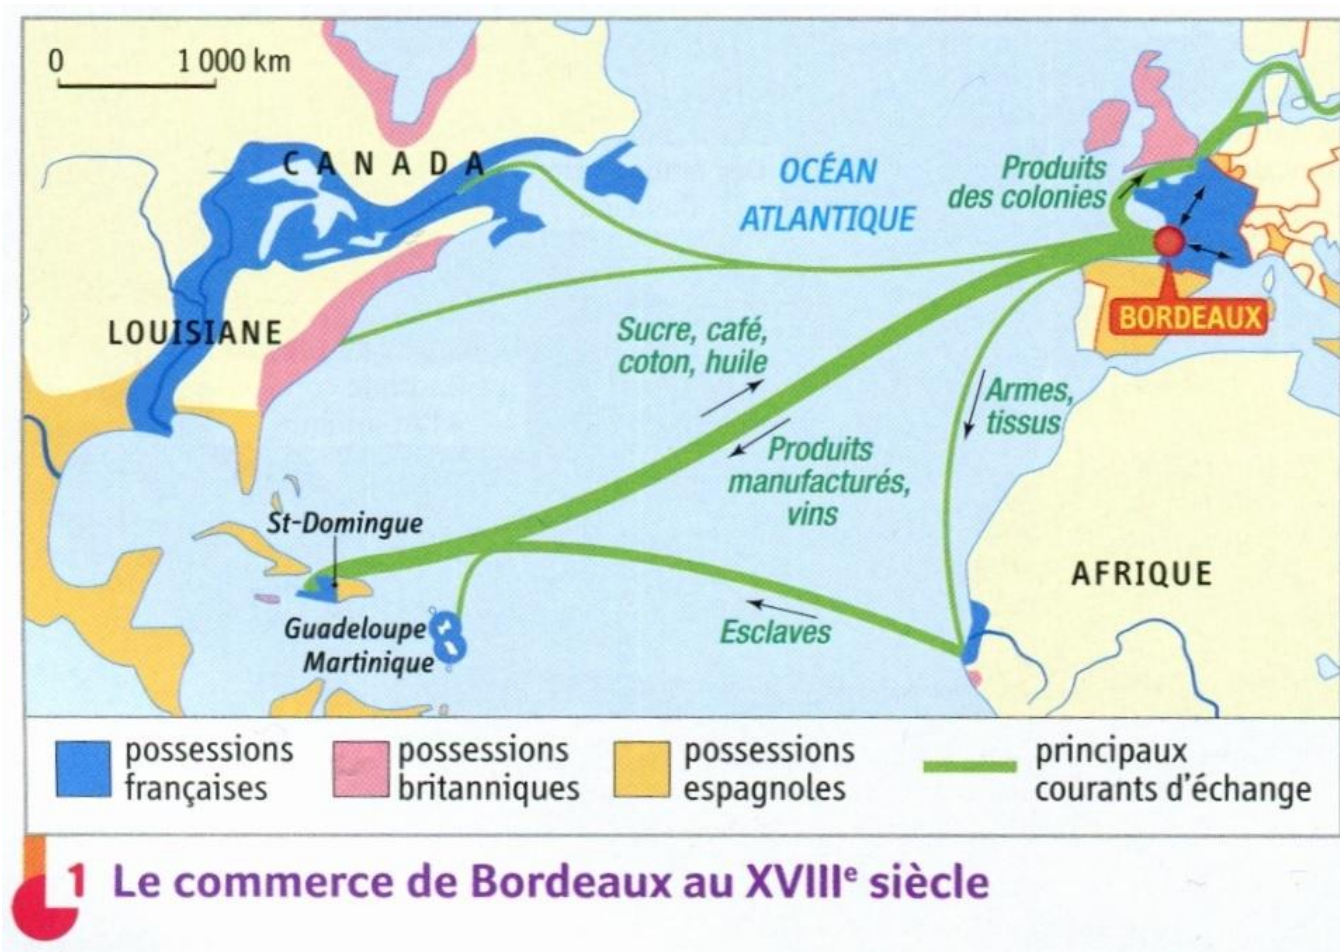 0 1 000 km
CANADA
OCÉAN
ATLANTIQUE
Produits
des colonies
LOUISIANE
BORDEAUX
Sucre, café,
coton, huile
Armes,
tissus
Produits
manufacturés,
vins
St-Domingue
AFRIQUE
Guadeloupe
Martinique
Esclaves
possessions
françaises
possessions
britanniques
possessions
espagnoles
principaux
courants d'échange
1 Le commerce de Bordeaux au XVIIIe siècle